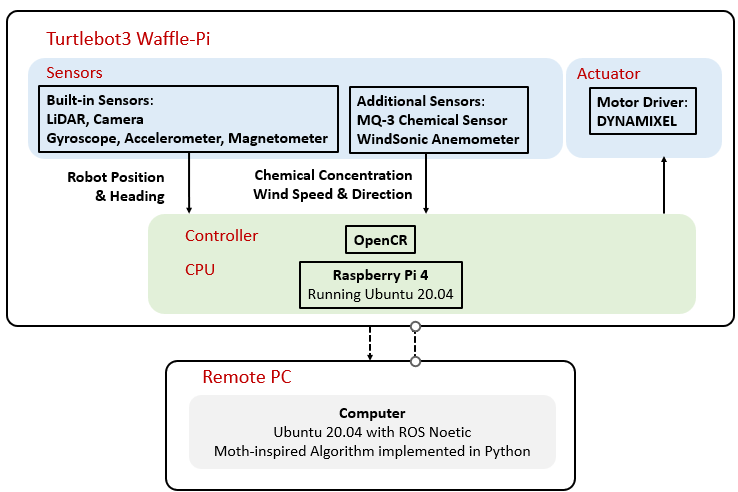 Turtlebot3 Waffle-Pi
Sensors
Built-in Sensors:
LiDAR, Camera
Gyroscope, Accelerometer, Magnetometer
Additional Sensors:
MQ-3 Chemical Sensor
WindSonic Anemometer
Actuator
Motor Driver:
DYNAMIXEL
Robot Position
& Heading
Chemical Concentration
Wind Speed & Direction
Controller
OpenCR
CPU
Raspberry Pi 4
Running Ubuntu 20.04
Remote PC
Computer
Ubuntu 20.04 with ROS Noetic
Moth-inspired Algorithm implemented in Python